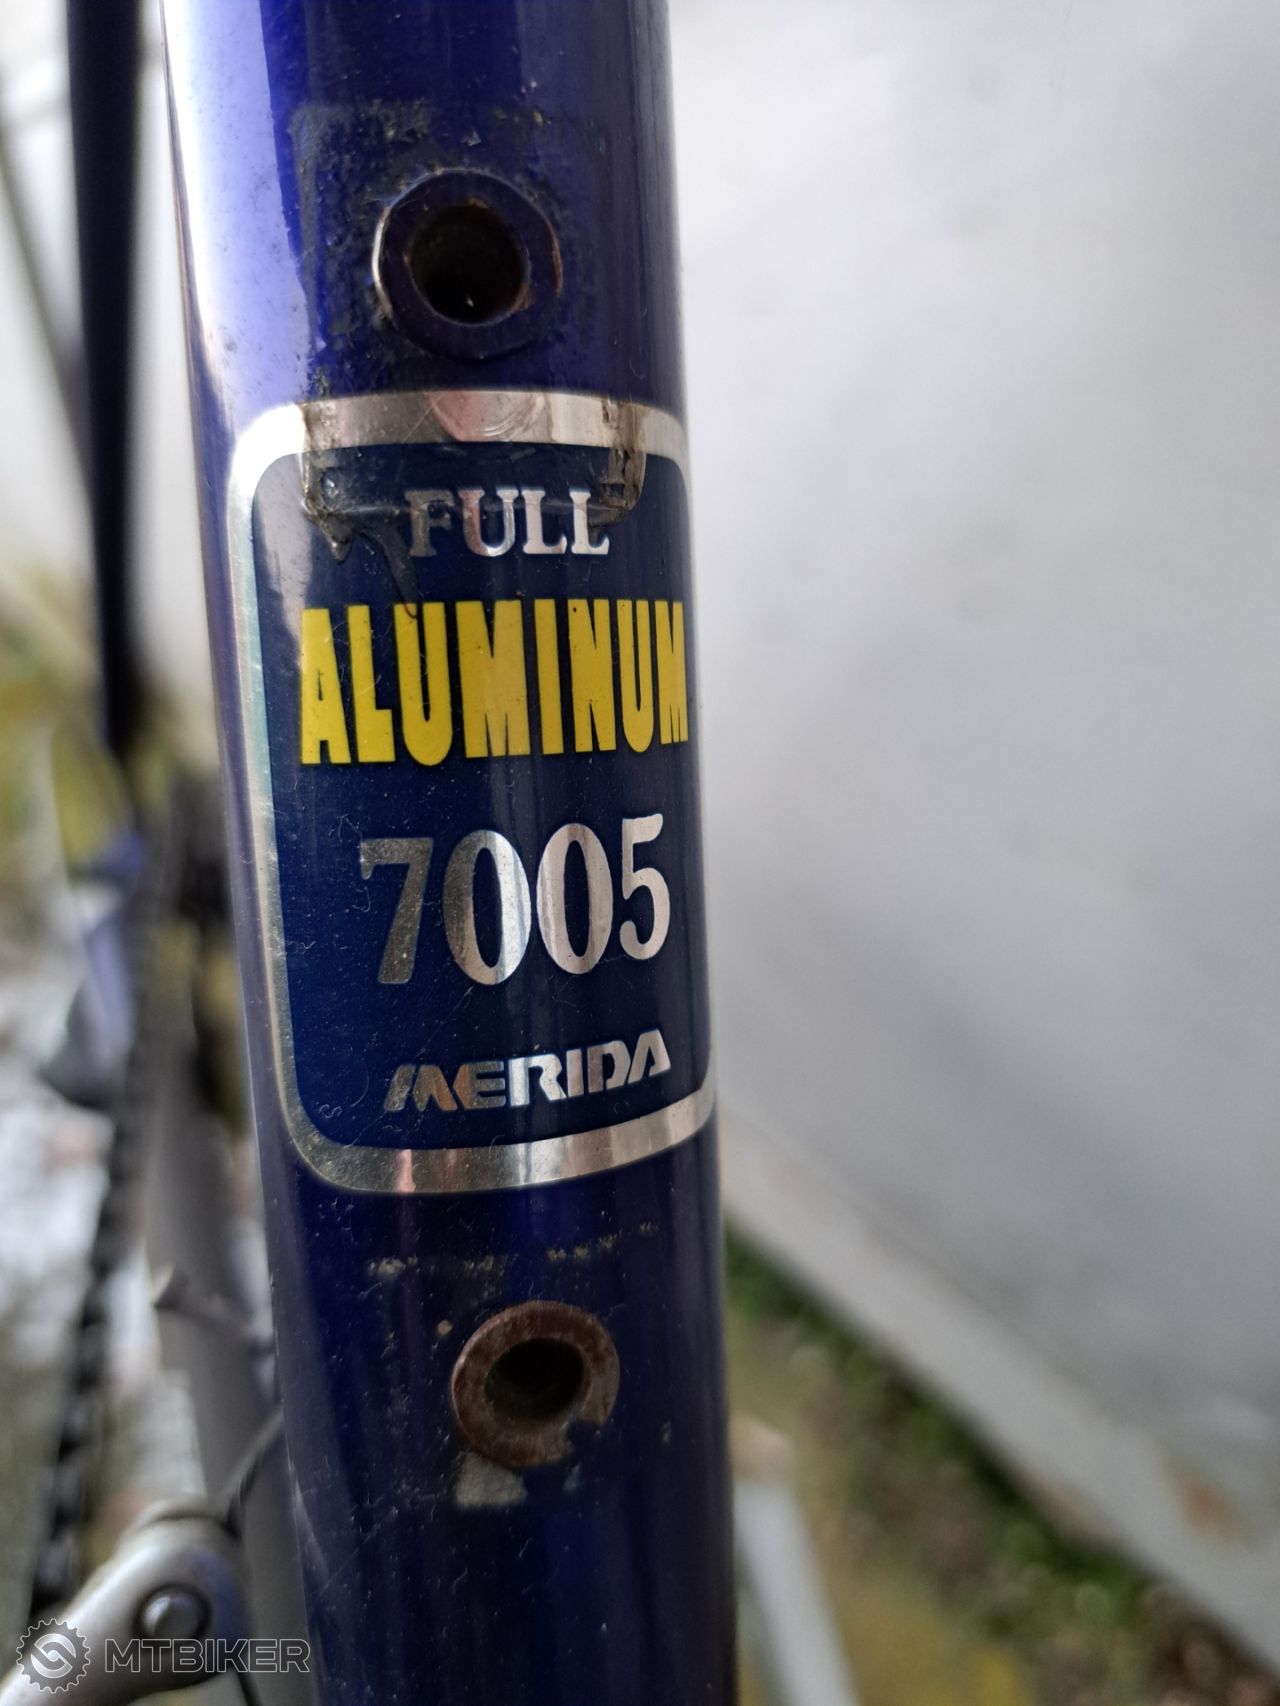 FULL
ALUMINUM
7005
MERIDA
MTBIKER